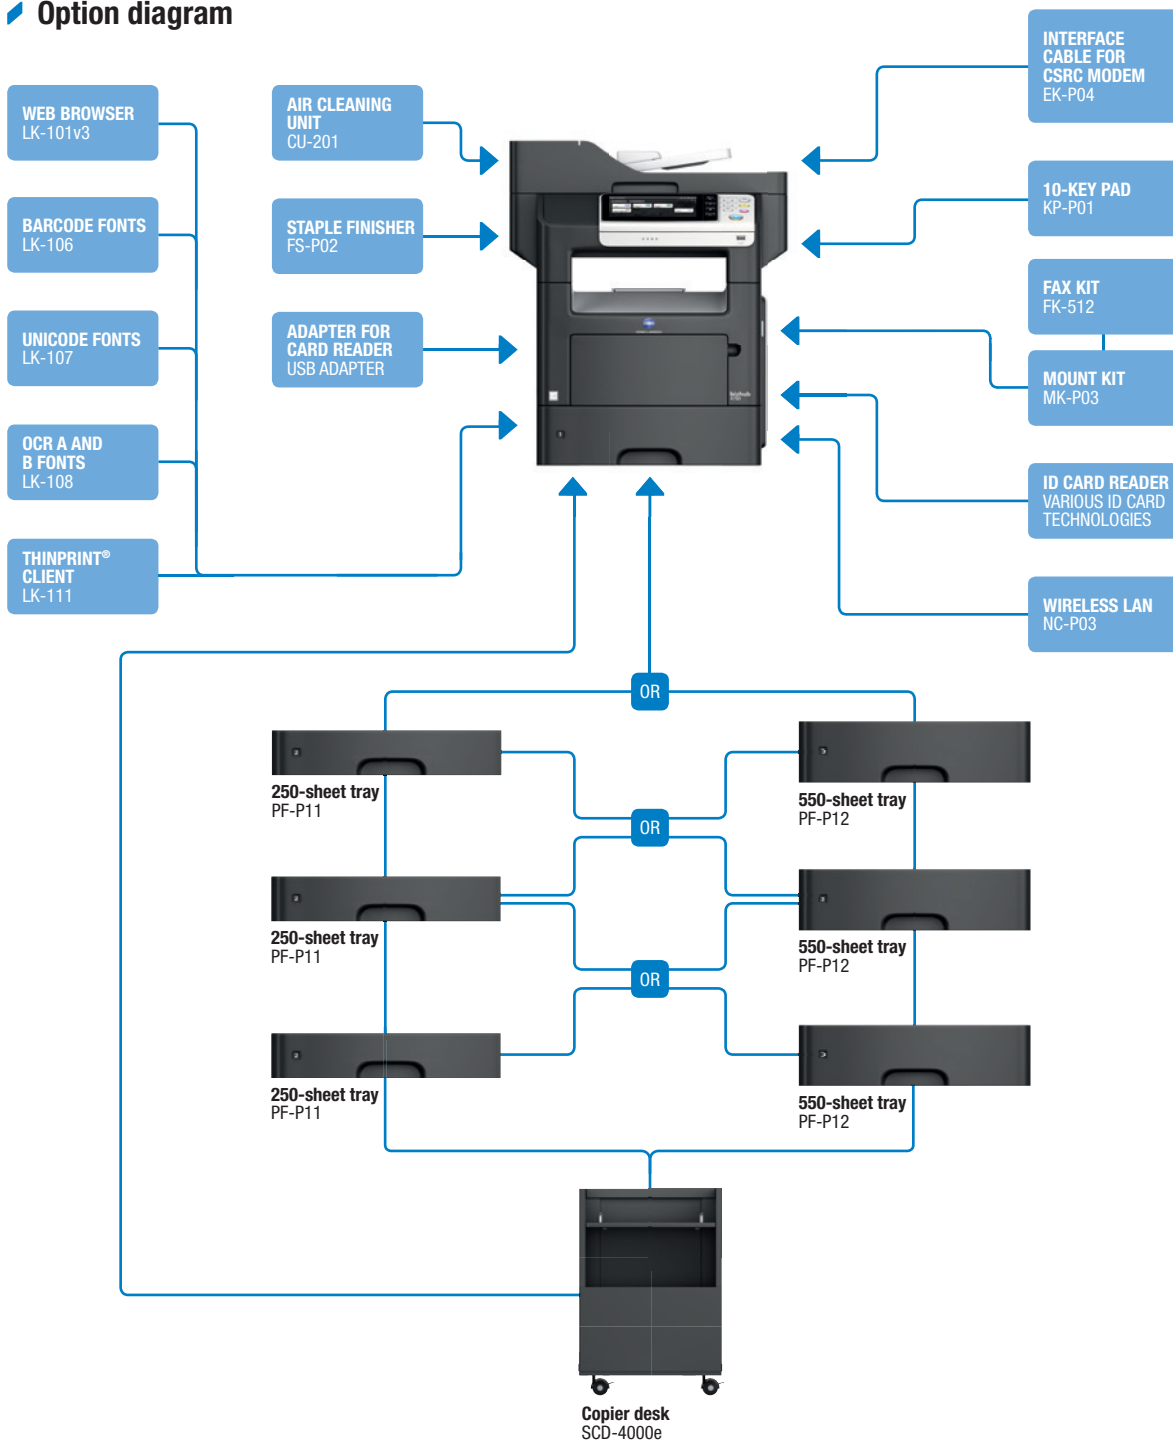 Option diagram
WEB BROWSER
LK-101v3
BARCODE FONTS
LK-106
UNICODE FONTS
LK-107
OCR A AND
B FONTS
LK-108
THINPRINT®
CLIENT
LK-111
AIR CLEANING
UNIT
CU-201
STAPLE FINISHER
FS-P02
ADAPTER FOR
CARD READER
USB ADAPTER
INTERFACE
CABLE FOR
CSRC MODEM
EK-P04
10-KEY PAD
KP-P01
FAX KIT
FK-512
MOUNT KIT
MK-P03
ID CARD READER
VARIOUS ID CARD
TECHNOLOGIES
WIRELESS LAN
NC-P03
OR
250-sheet tray
PF-P11
550-sheet tray
PF-P12
OR
250-sheet tray
PF-P11
550-sheet tray
PF-P12
OR
250-sheet tray
PF-P11
550-sheet tray
PF-P12
Copier desk
SCD-4000e